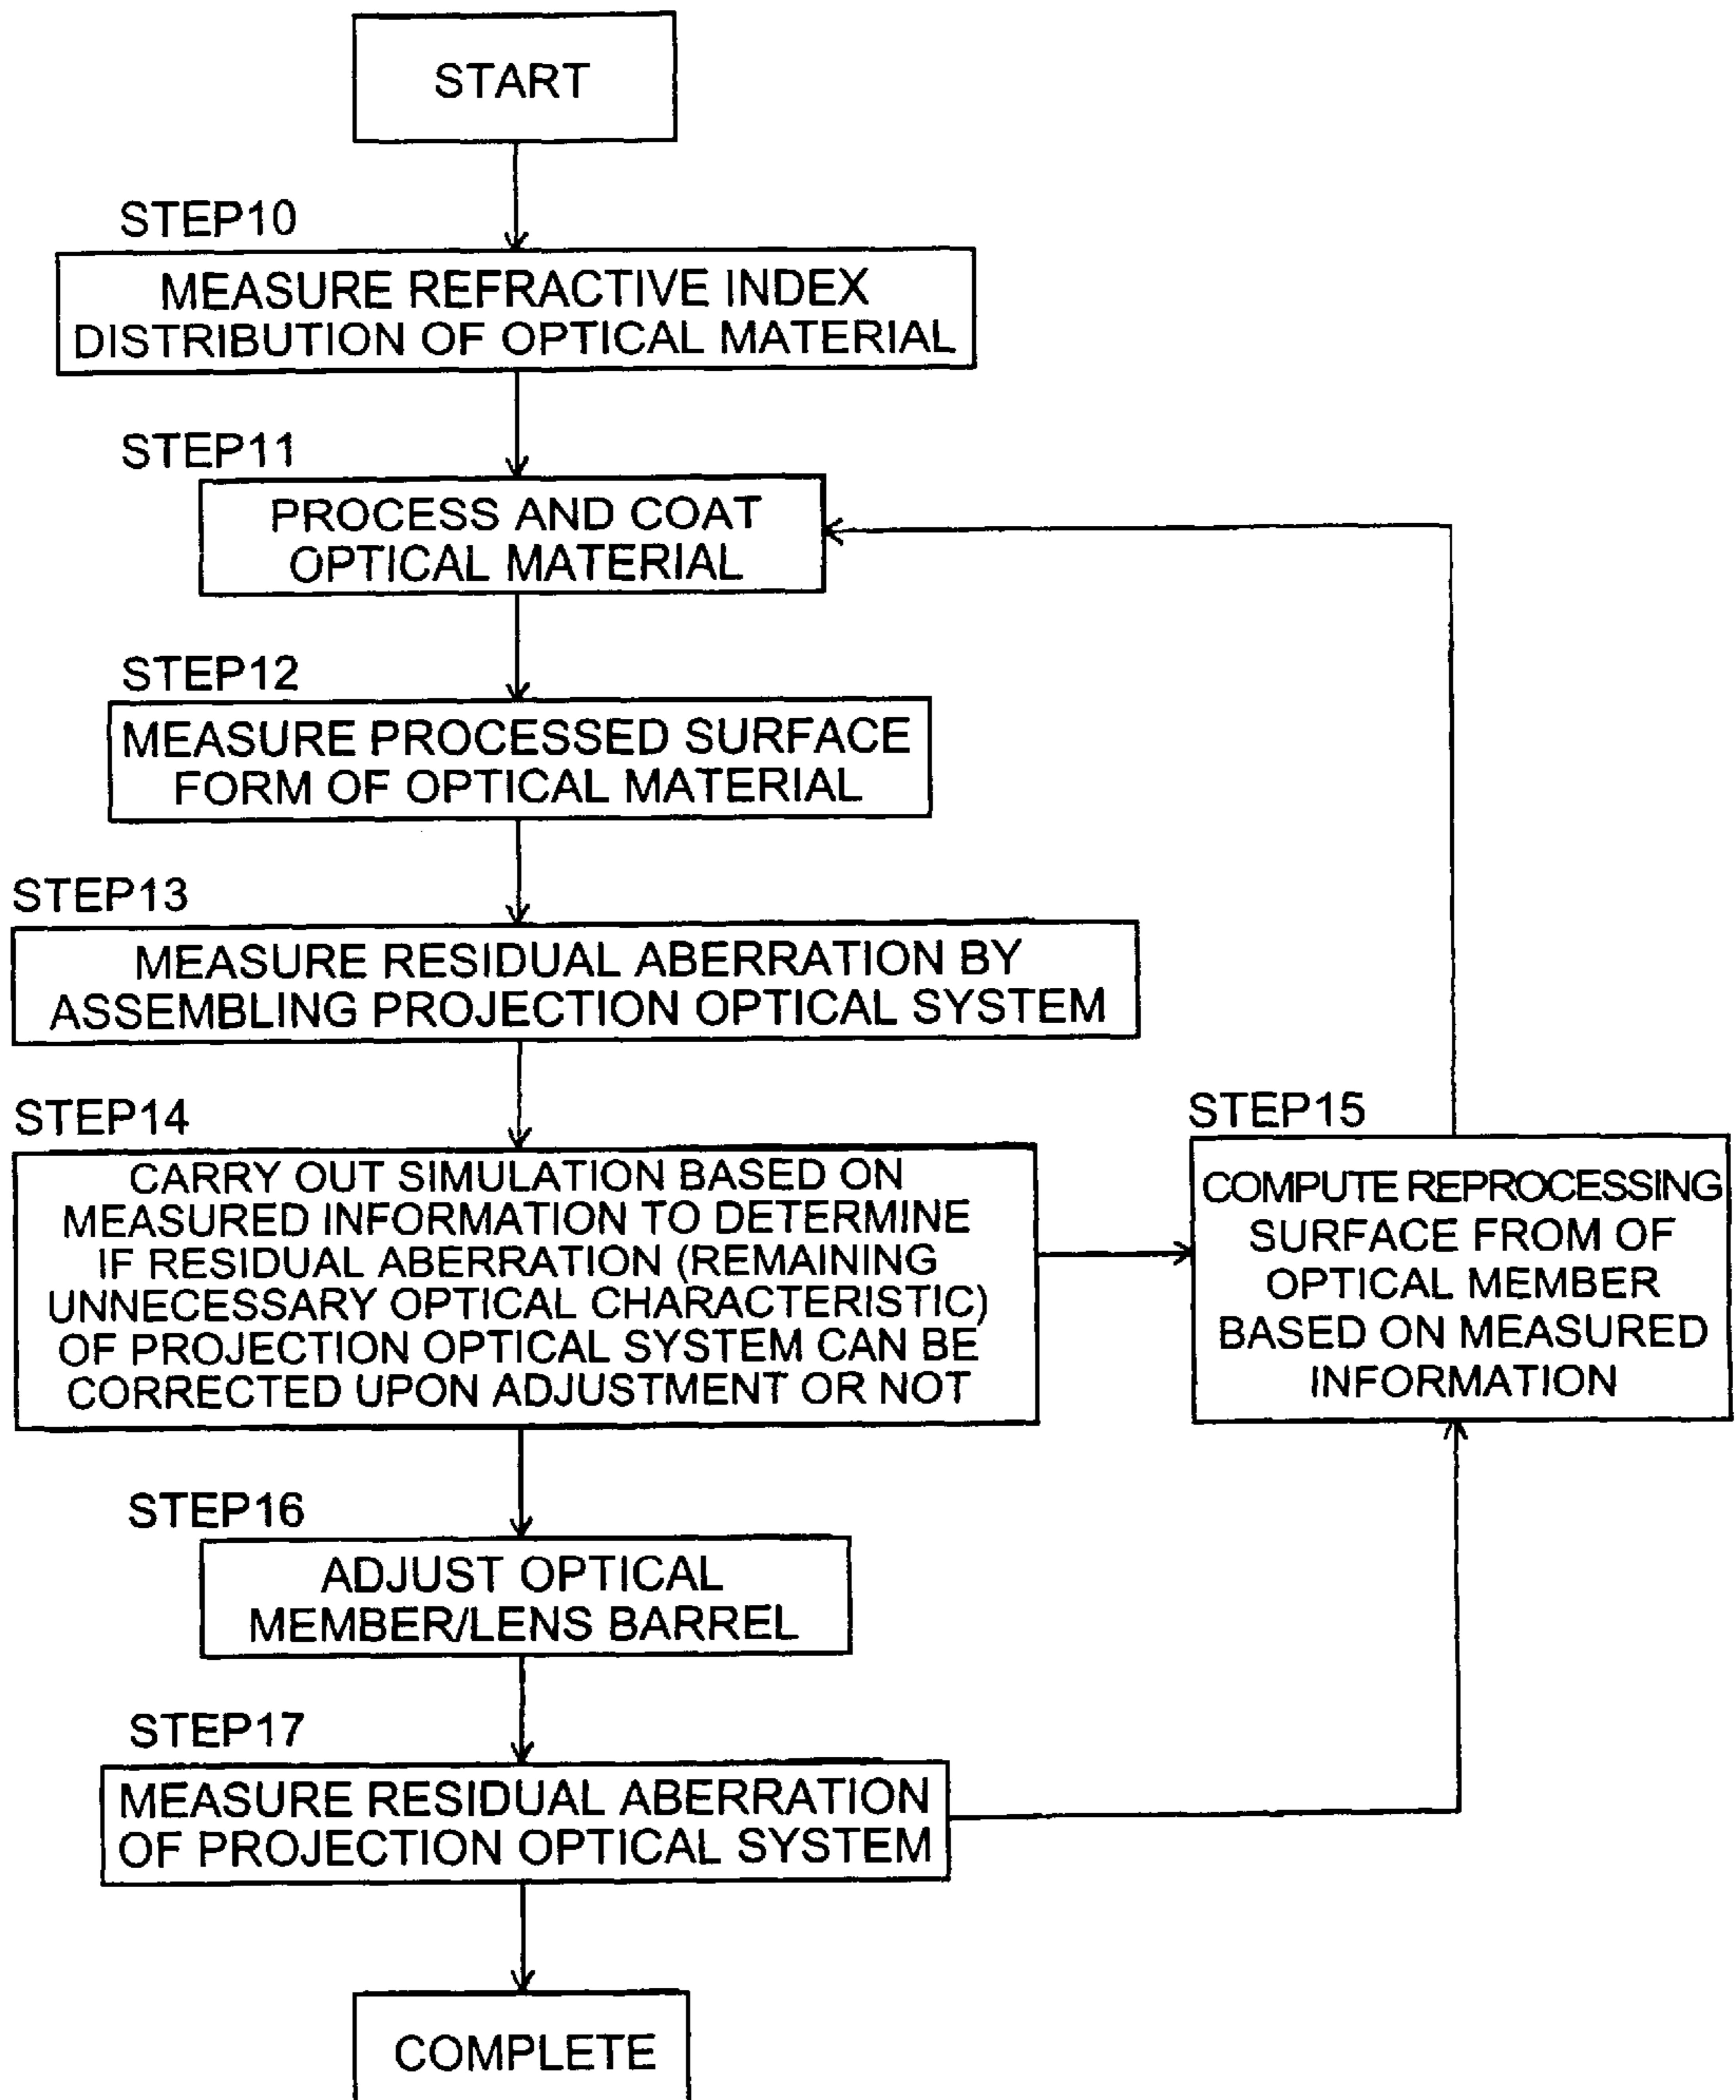 START
STEP10
MEASURE REFRACTIVE INDEX
DISTRIBUTION OF OPTICAL MATERIAL
STEP11
PROCESS AND COAT
OPTICAL MATERIAL
STEP12
MEASURE PROCESSED SURFACE
FORM OF OPTICAL MATERIAL
STEP13
MEASURE RESIDUAL ABERRATION BY
ASSEMBLING PROJECTION OPTICAL SYSTEM
STEP14
CARRY OUT SIMULATION BASED ON
MEASURED INFORMATION TO DETERMINE
IF RESIDUAL ABERRATION (REMAINING
UNNECESSARY OPTICAL CHARACTERISTIC)
OF PROJECTION OPTICAL SYSTEM CAN BE
CORRECTED UPON ADJUSTMENT OR NOT
STEP15
COMPUTE REPROCESSING
SURFACE FROM OF
OPTICAL MEMBER
BASED ON MEASURED
INFORMATION
STEP16
ADJUST OPTICAL
MEMBER/LENS BARREL
STEP17
MEASURE RESIDUAL ABERRATION
OF PROJECTION OPTICAL SYSTEM
COMPLETE